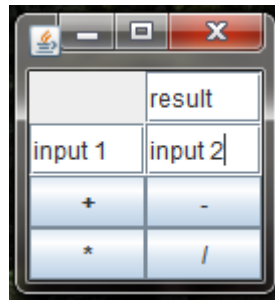 result
input 1 input 2
+ -
* /